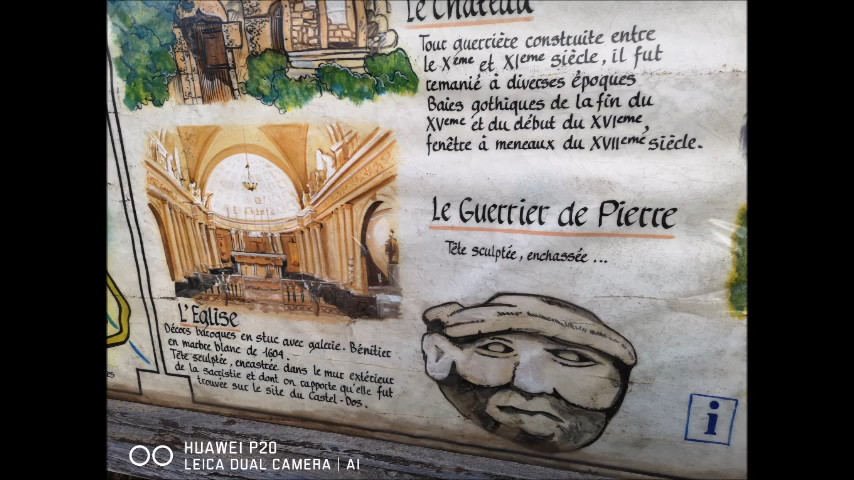 Le Château
Tour guerrière construite entre
le Xème et XIeme siècle, il fut
remanié à diverses époques
Baies gothiques de la fin du
XVeme et du début du XVIeme,
fenêtre à meneaux du XVIIeme siècle.
Le Guerrier de Pierre
Tête sculptée, enchassée ...
L'Eglise
Décors baroques en stuc avec galerie. Bénitier
en marbre blanc de 1604.
Tête sculptée, encastrée dans le mur extérieur
de la sacristie et dont on rapporte qu'elle fut
trouvée sur le site du Castel-Dos.
i
HUAWEI P20
LEICA DUAL CAMERA | AI